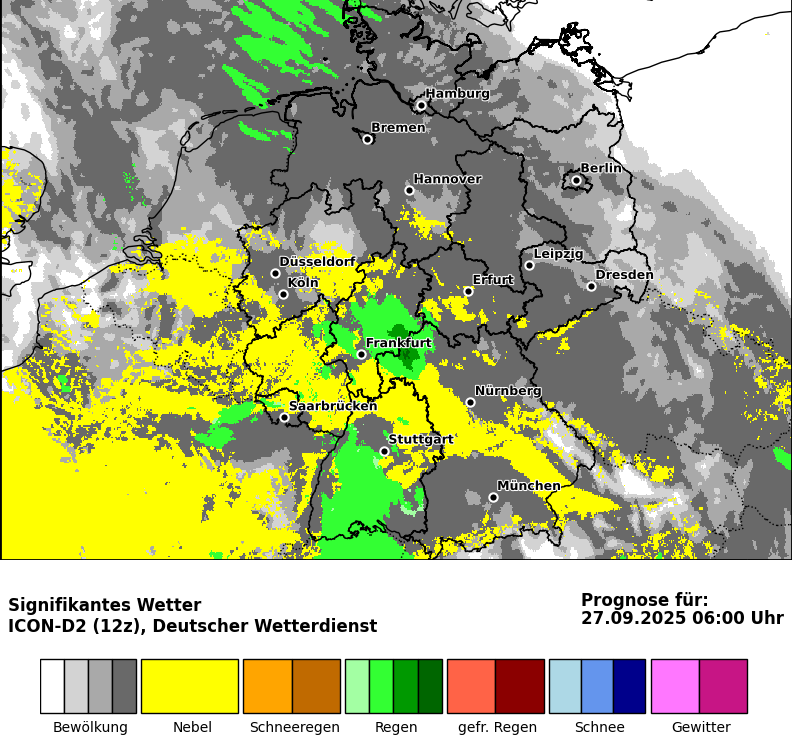 Hamburg
Bremen
Berlin
Hannover
Leipzig
Düsseldorf
Dresden
Köln
Erfurt
Frankfurt
Nürnberg
Saarbrücken
Stuttgart
München
Signifikantes Wetter
ICON-D2 (12z), Deutscher Wetterdienst
Prognose für:
27.09.2025 06:00 Uhr
Bewölkung Nebel Schneeregen Regen gefr. Regen Schnee Gewitter